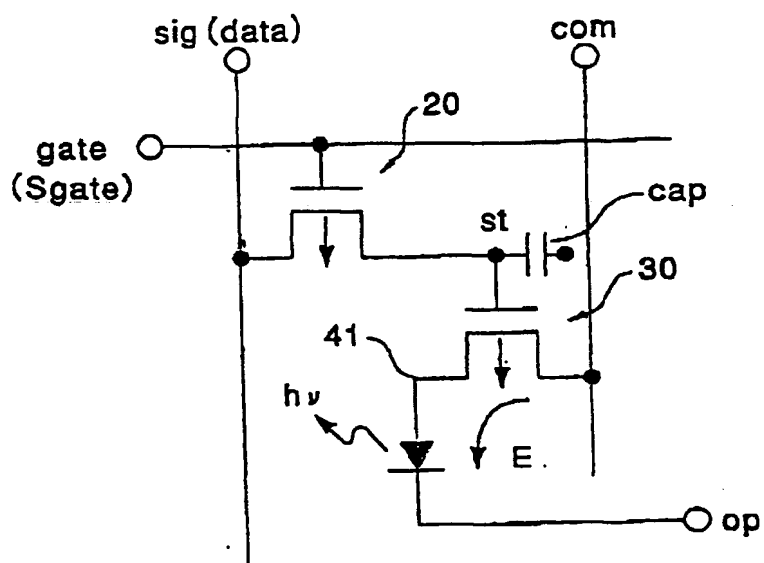 sig (data)
com
20
gate
(Sgate)
cap
st
30
41
hν
E
op